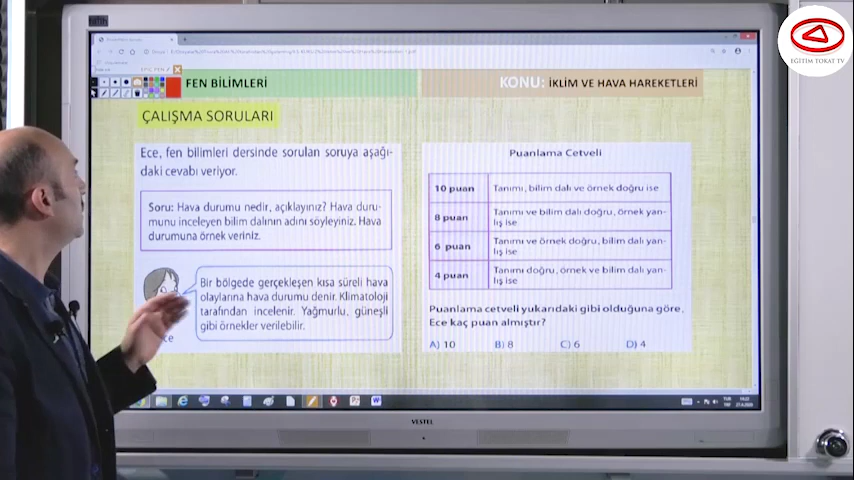 EĞİTİM TOKAT TV
FEN BİLİMLERİ
KONU: İKLİM VE HAVA HAREKETLERİ
ÇALIŞMA SORULARI
Ece, fen bilimleri dersinde sorulan soruya aşağı-
daki cevabı veriyor.
Soru: Hava durumu nedir, açıklayınız? Hava duru-
munu inceleyen bilim dalının adını söyleyiniz. Hava
durumuna örnek veriniz.
Bir bölgede gerçekleşen kısa süreli hava
olaylarına hava durumu denir. Klimatoloji
tarafından incelenir. Yağmurlu, güneşli
gibi örnekler verilebilir.
Puanlama Cetveli
10 puan Tanımı, bilim dalı ve örnek doğru ise
8 puan Tanımı ve bilim dalı doğru, örnek yan-
lış ise
6 puan Tanımı ve örnek doğru, bilim dalı yan-
lış ise
4 puan Tanımı doğru, örnek ve bilim dalı yan-
lış ise
Puanlama cetveli yukarıdaki gibi olduğuna göre,
Ece kaç puan almıştır?
A) 10 B) 8 C) 6 D) 4
VESTEL